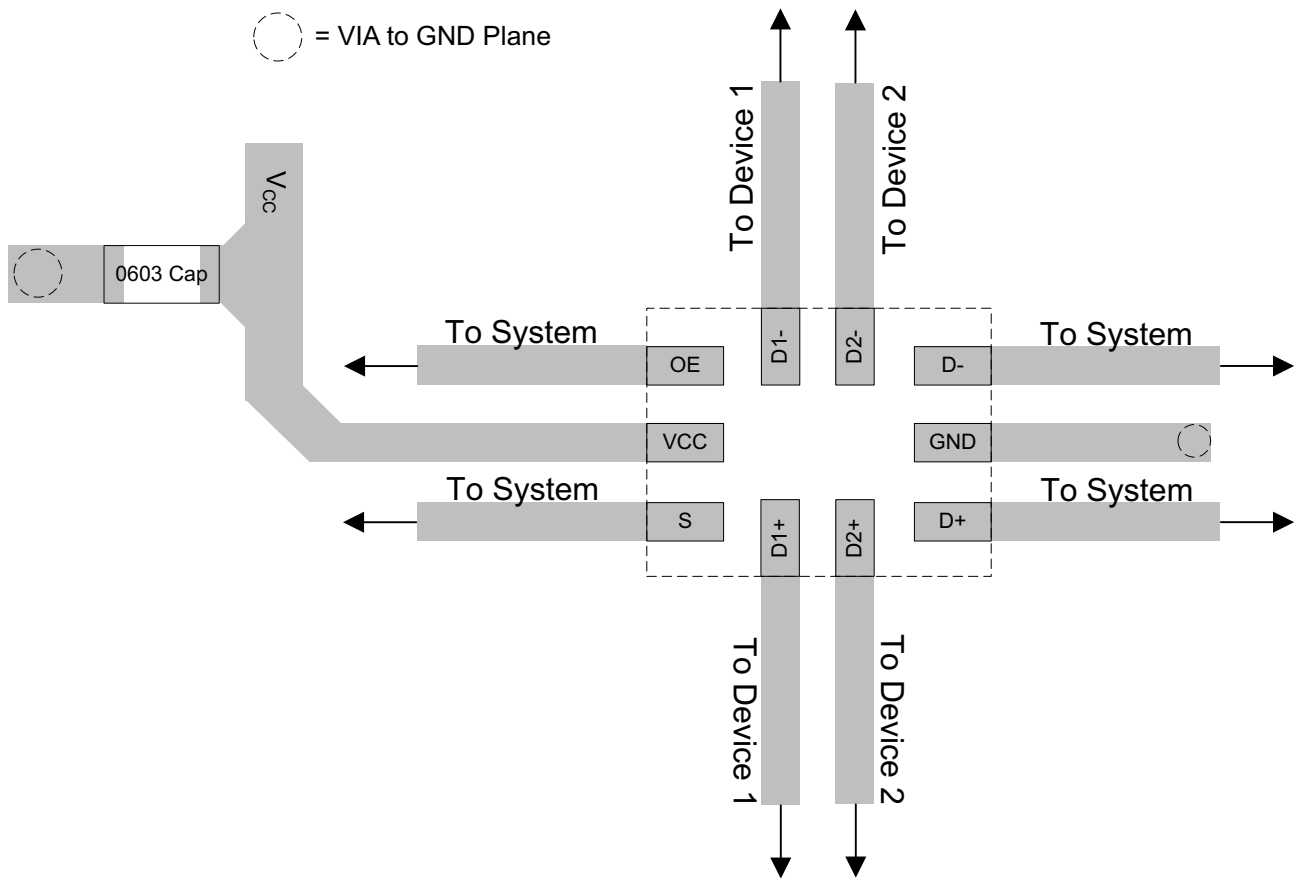 = VIA to GND Plane
To Device 1
To Device 2
VCC
0603 Cap
To System
OE
D1-
D2-
D-
To System
VCC
GND
To System
S
D1+
D2+
D+
To System
To Device 1
To Device 2